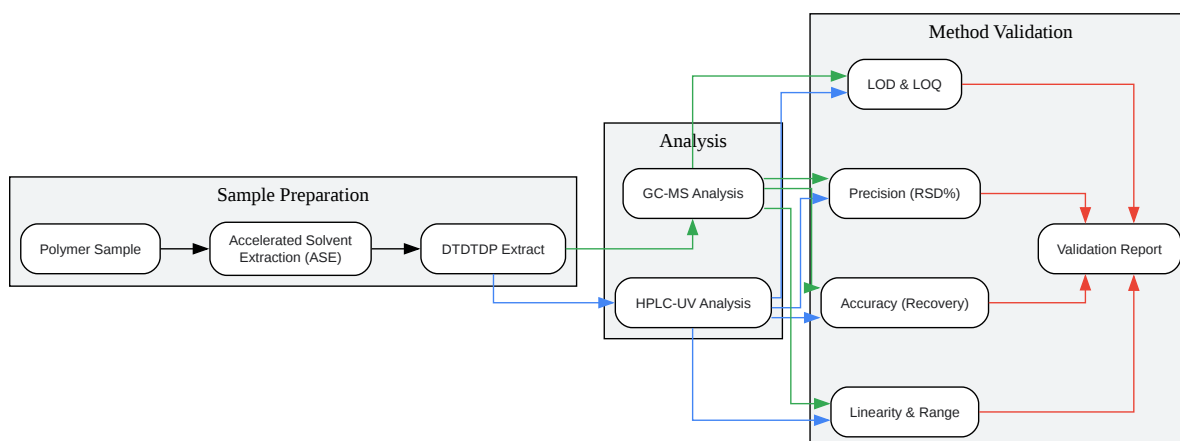 Sample Preparation
Polymer Sample
Accelerated Solvent
Extraction (ASE)
DTDTDP Extract
Analysis
GC-MS Analysis
HPLC-UV Analysis
Method Validation
LOD & LOQ
Precision (RSD%)
Accuracy (Recovery)
Linearity & Range
Validation Report